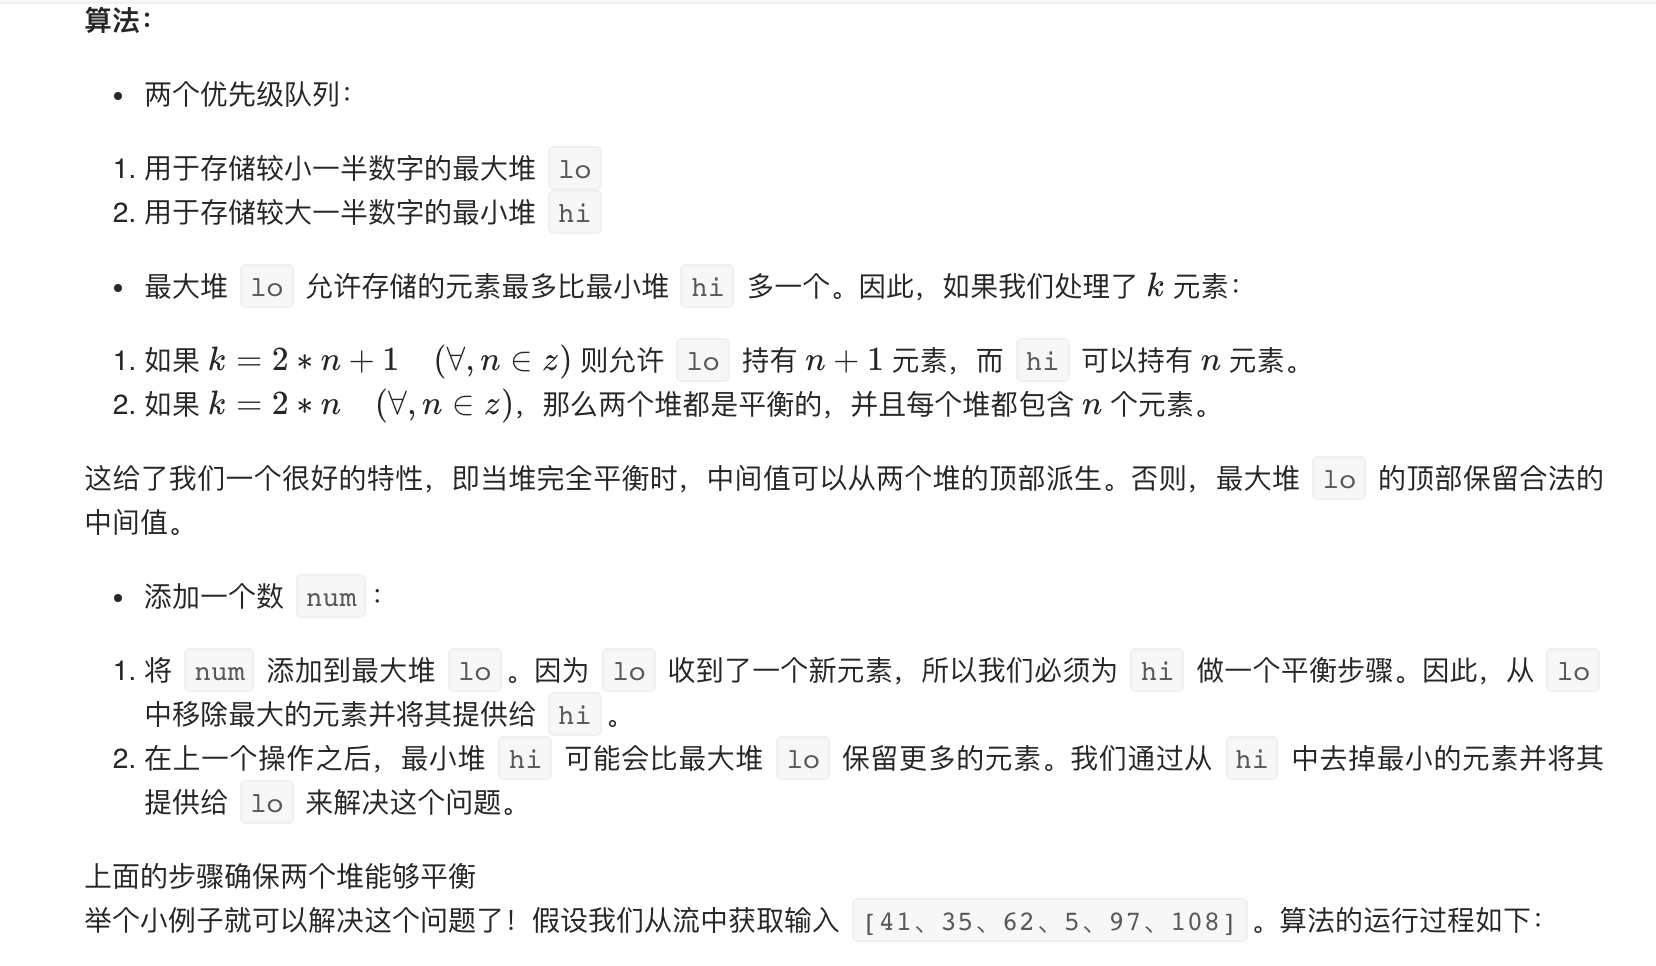 算法：
• 两个优先级队列：
1. 用于存储较小一半数字的最大堆 lo
2. 用于存储较大一半数字的最小堆 hi
• 最大堆 lo 允许存储的元素最多比最小堆 hi 多一个。因此，如果我们处理了 k 元素：
1. 如果 k = 2 ∗ n + 1 (∀, n ∈ z) 则允许 lo 持有 n + 1 元素，而 hi 可以持有 n 元素。
2. 如果 k = 2 ∗ n (∀, n ∈ z)，那么两个堆都是平衡的，并且每个堆都包含 n 个元素。
这给了我们一个很好的特性，即当堆完全平衡时，中间值可以从两个堆的顶部派生。否则，最大堆 lo 的顶部保留合法的
中间值。
• 添加一个数 num ：
1. 将 num 添加到最大堆 lo 。因为 lo 收到了一个新元素，所以我们必须为 hi 做一个平衡步骤。因此，从 lo
中移除最大的元素并将其提供给 hi 。
2. 在上一个操作之后，最小堆 hi 可能会比最大堆 lo 保留更多的元素。我们通过从 hi 中去掉最小的元素并将其
提供给 lo 来解决这个问题。
上面的步骤确保两个堆能够平衡
举个小例子就可以解决这个问题了！假设我们从流中获取输入 [41、35、62、5、97、108] 。算法的运行过程如下：